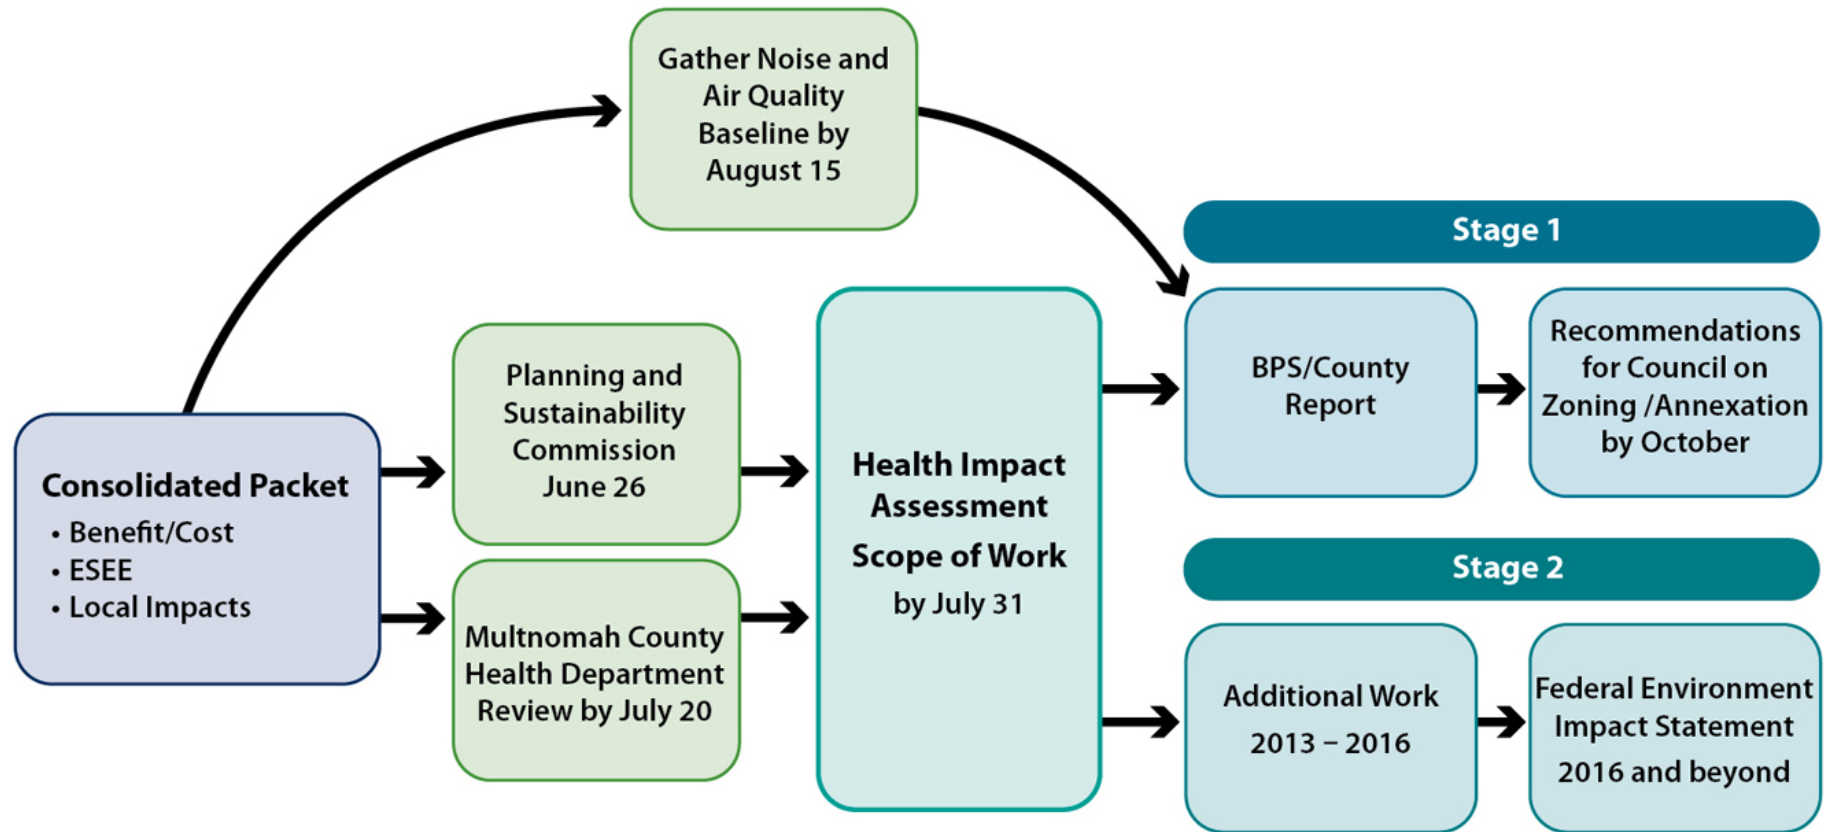 Gather Noise and
Air Quality
Baseline by
August 15
Consolidated Packet
• Benefit/Cost
• ESEE
• Local Impacts
Planning and
Sustainability
Commission
June 26
Multnomah County
Health Department
Review by July 20
Health Impact
Assessment
Scope of Work
by July 31
Stage 1
BPS/County
Report
Recommendations
for Council on
Zoning /Annexation
by October
Stage 2
Additional Work
2013 – 2016
Federal Environment
Impact Statement
2016 and beyond